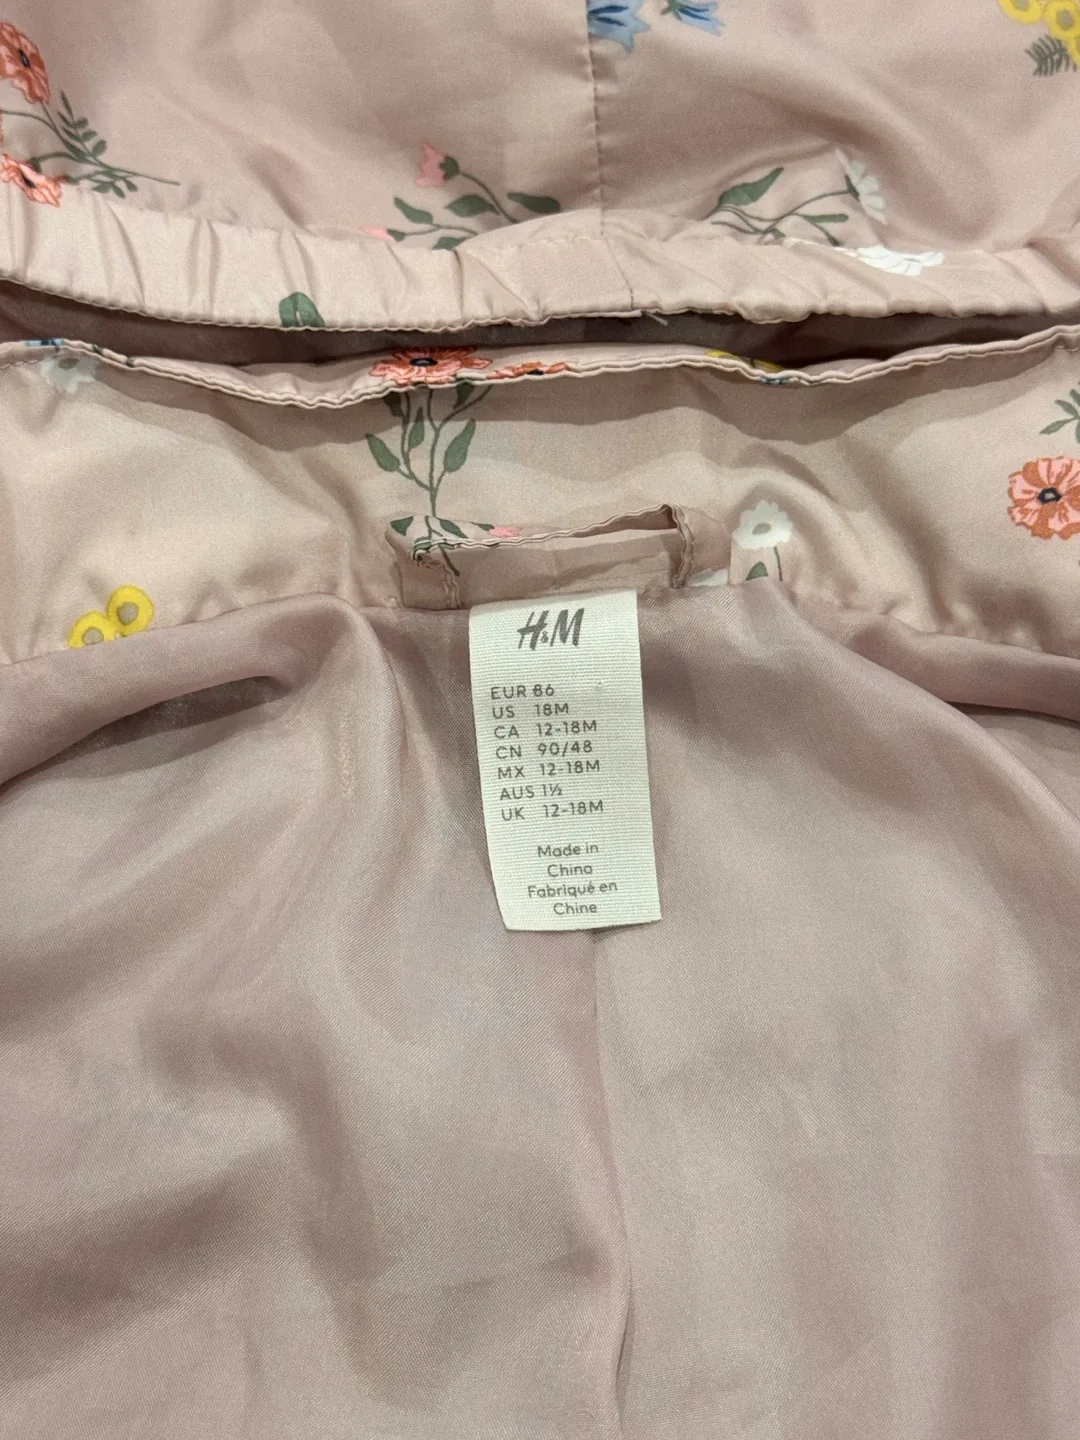 H&M
EUR 86
US 18M
CA 12-18M
CN 90/48
MX 12-18M
AUS 1½
UK 12-18M
Made in
China
Fabriqué en
Chine